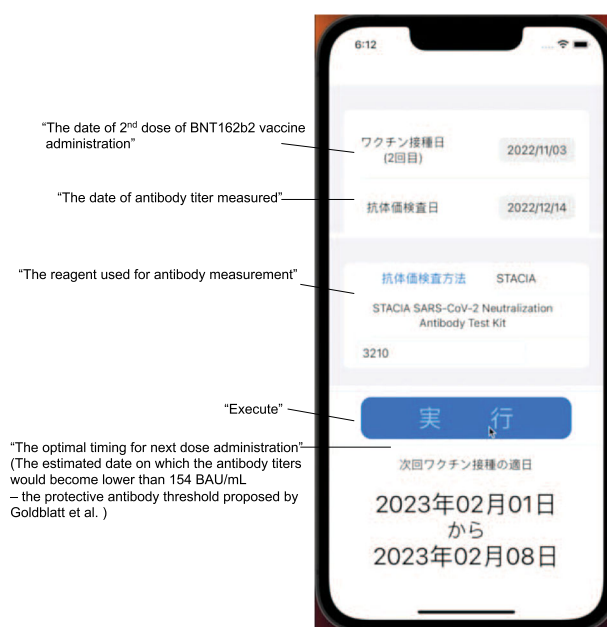 6:12
"The date of 2nd dose of BNT162b2 vaccine
administration"
ワクチン接種日
(2回目)
2022/11/03
"The date of antibody titer measured"
抗体価検査日
2022/12/14
"The reagent used for antibody measurement"
抗体価検査方法 STACIA
STACIA SARS-CoV-2 Neutralization
Antibody Test Kit
3210
"Execute"
実 行
"The optimal timing for next dose administration"
(The estimated date on which the antibody titers
would become lower than 154 BAU/mL
– the protective antibody threshold proposed by
Goldblatt et al. )
次回ワクチン接種の適日
2023年02月01日
から
2023年02月08日